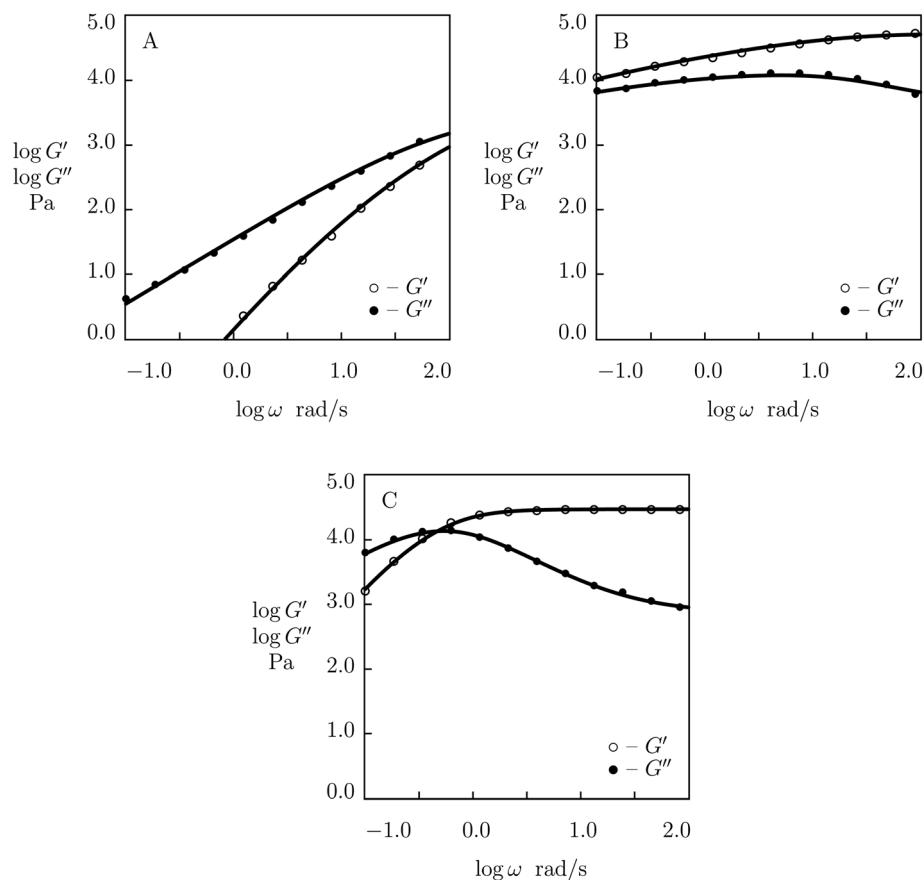 A
5.0
4.0
3.0
2.0
1.0
0.0
log G′
log G″
Pa
○ – G′
● – G″
−1.0 0.0 1.0 2.0
log ω rad/s
B
5.0
4.0
3.0
2.0
1.0
0.0
log G′
log G″
Pa
○ – G′
● – G″
−1.0 0.0 1.0 2.0
log ω rad/s
C
5.0
4.0
3.0
2.0
1.0
0.0
log G′
log G″
Pa
○ – G′
● – G″
−1.0 0.0 1.0 2.0
log ω rad/s